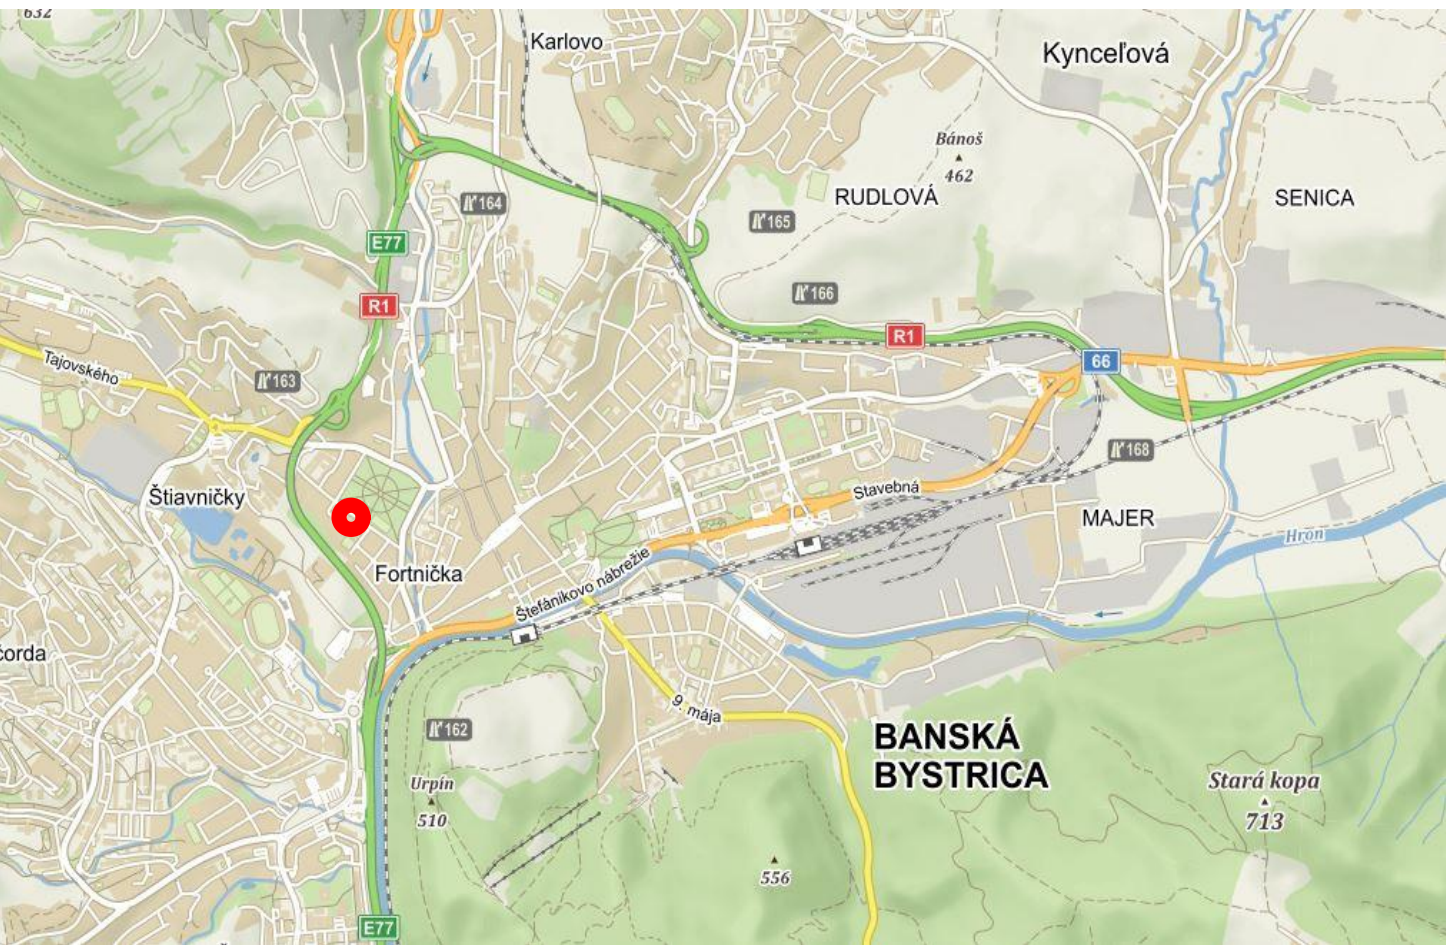 632
Karlovo
Kynceľová
Bánoš
462
RUDLOVÁ
SENICA
164
165
E77
166
R1
R1
66
Tajovského
163
168
Štiavničky
Stavebná
MAJER
Hron
Fortnička
Štefánikovo nábrežie
čorda
9. mája
162
BANSKÁ
BYSTRICA
Urpín
510
Stará kopa
713
556
E77